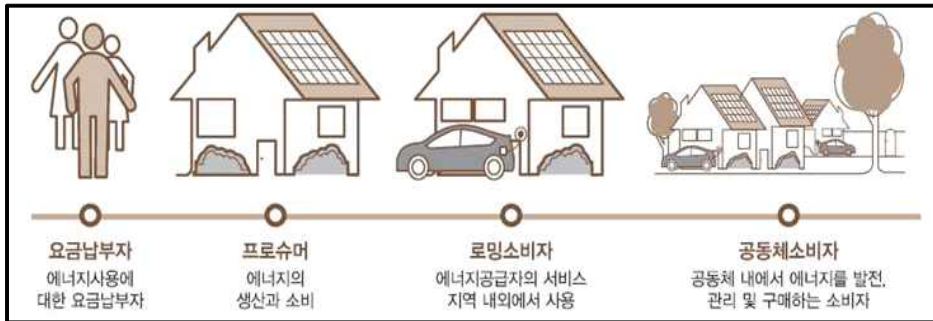 요금납부자
에너지사용에
대한 요금납부자
프로슈머
에너지의
생산과 소비
로밍소비자
에너지공급자의 서비스
지역 내외에서 사용
공동체소비자
공동체 내에서 에너지를 발전,
관리 및 구매하는 소비자